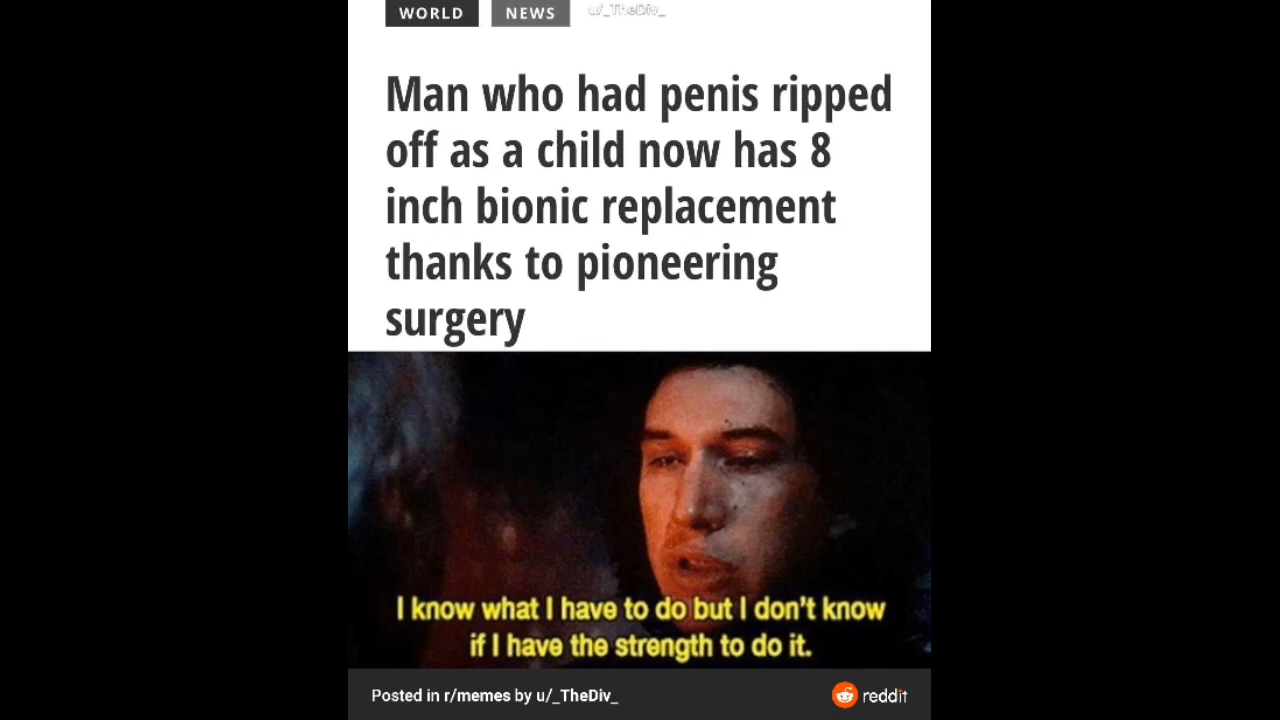 WORLD NEWS u/_TheDiv_
Man who had penis ripped
off as a child now has 8
inch bionic replacement
thanks to pioneering
surgery
I know what I have to do but I don't know
if I have the strength to do it.
Posted in r/memes by u/_TheDiv_ reddit